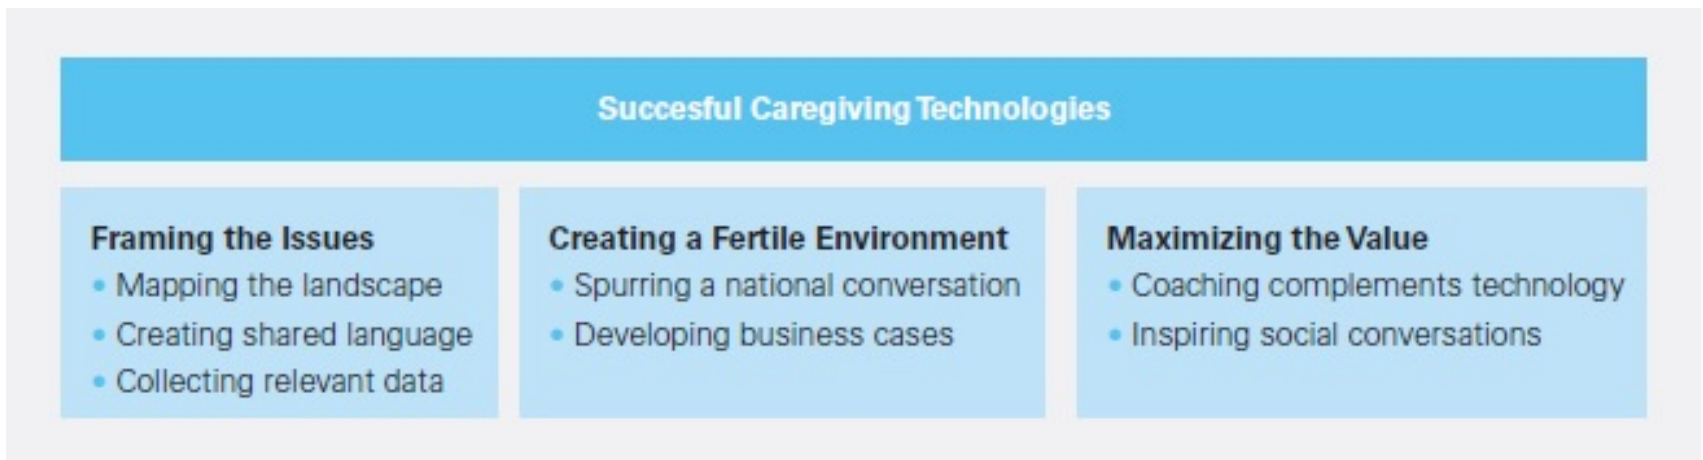 Succesful Caregiving Technologies
Framing the Issues
• Mapping the landscape
• Creating shared language
• Collecting relevant data
Creating a Fertile Environment
• Spurring a national conversation
• Developing business cases
Maximizing the Value
• Coaching complements technology
• Inspiring social conversations